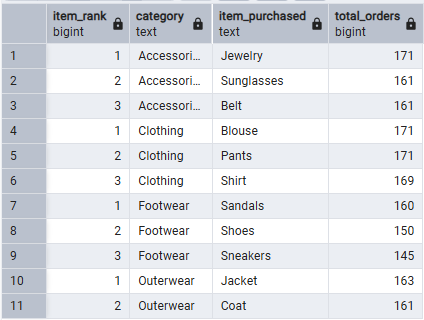 item_rank category item_purchased total_orders
bigint text text bigint
1 1 Accessori... Jewelry 171
2 2 Accessori... Sunglasses 161
3 3 Accessori... Belt 161
4 1 Clothing Blouse 171
5 2 Clothing Pants 171
6 3 Clothing Shirt 169
7 1 Footwear Sandals 160
8 2 Footwear Shoes 150
9 3 Footwear Sneakers 145
10 1 Outerwear Jacket 163
11 2 Outerwear Coat 161